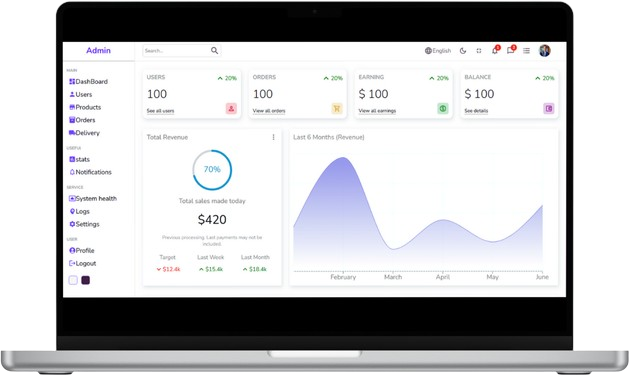 Admin
Search...
English
MAIN
DashBoard
Users
Products
Orders
Delivery
USEFUL
stats
Notifications
SERVICE
System health
Logs
Settings
USER
Profile
Logout
USERS
20%
100
See all users
ORDERS
20%
100
View all orders
EARNING
20%
$ 100
View all earnings
BALANCE
20%
$ 100
See details
Total Revenue
70%
Total sales made today
$420
Previous processing. Last payments may not be
included.
Target
Last Week
Last Month
$12.4k
$15.4k
$18.4k
Last 6 Months (Revenue)
February March April May June